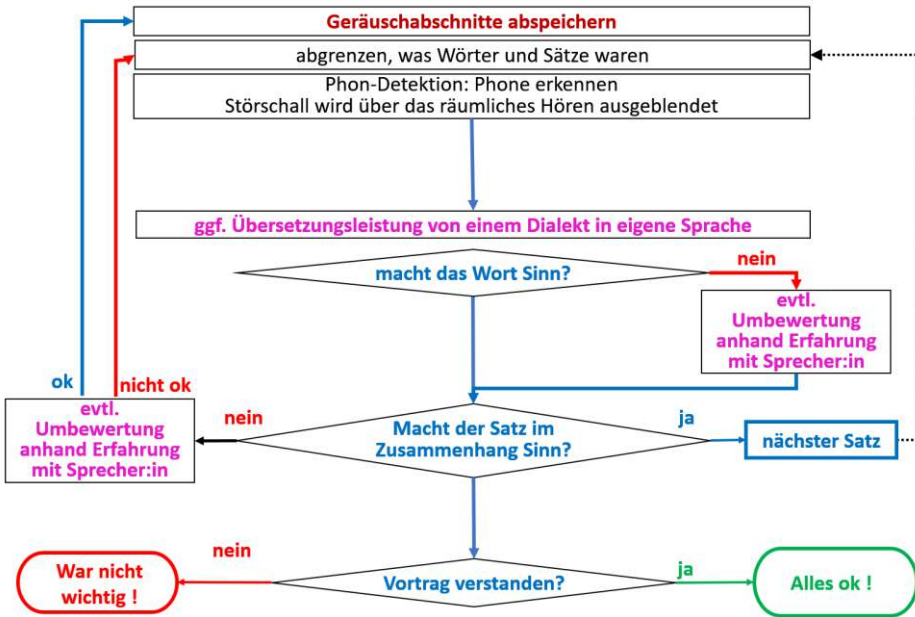 Geräuschabschnitte abspeichern
abgrenzen, was Wörter und Sätze waren
Phon-Detektion: Phone erkennen
Störschall wird über das räumliches Hören ausgeblendet
ggf. Übersetzungsleistung von einem Dialekt in eigene Sprache
macht das Wort Sinn?
nein
evtl.
Umbewertung
anhand Erfahrung
mit Sprecher:in
ok
nicht ok
evtl.
Umbewertung
anhand Erfahrung
mit Sprecher:in
nein
Macht der Satz im
Zusammenhang Sinn?
ja
nächster Satz
War nicht
wichtig !
nein
Vortrag verstanden?
ja
Alles ok !